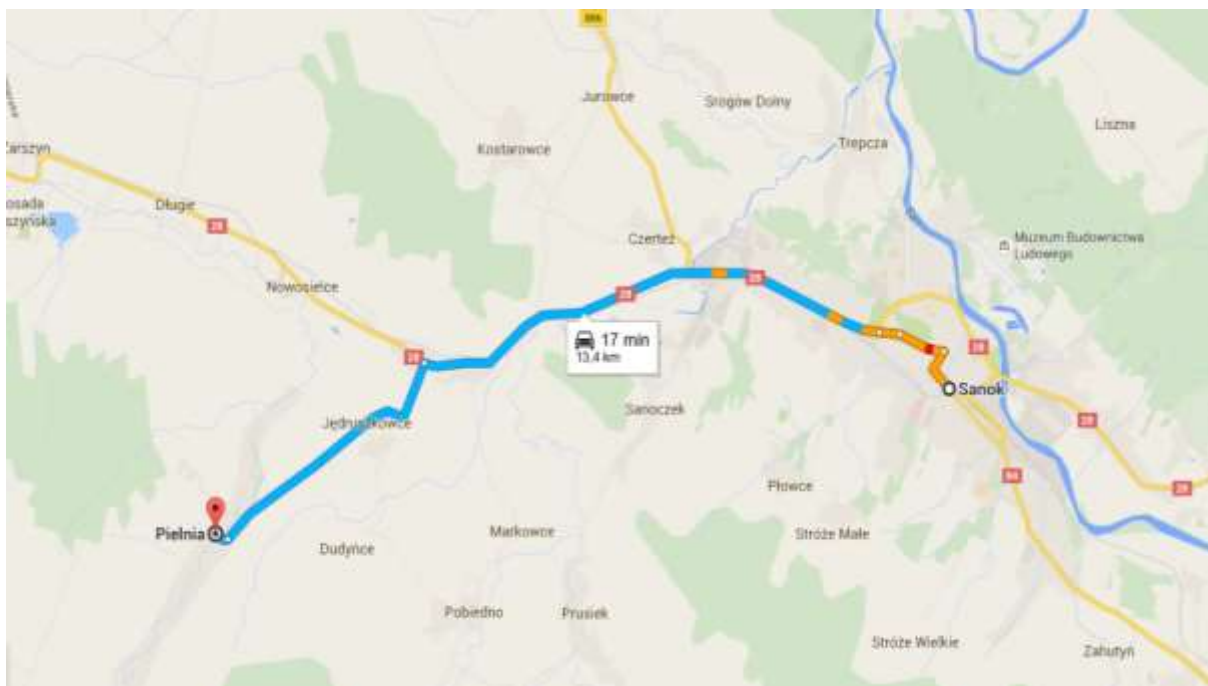 886
Jurowce
Srogów Dolny
Liszna
Trepcza
Kostarowce
Zarszyn
Długie
28
Czerteż
Muzeum Budownictwa
Ludowego
28
28
Nowosielce
17 min
13,4 km
28
28
Sanok
Sanoczek
Jędruszkowce
28
84
Płowce
28
Pielnia
Markowce
Stróże Małe
Dudyńce
Pobiedno
Prusiek
Stróże Wielkie
Zahutyń